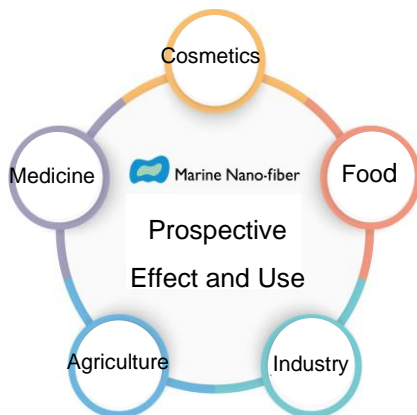 Cosmetics
Medicine
Food
Marine Nano-fiber
Prospective
Effect and Use
Agriculture
Industry